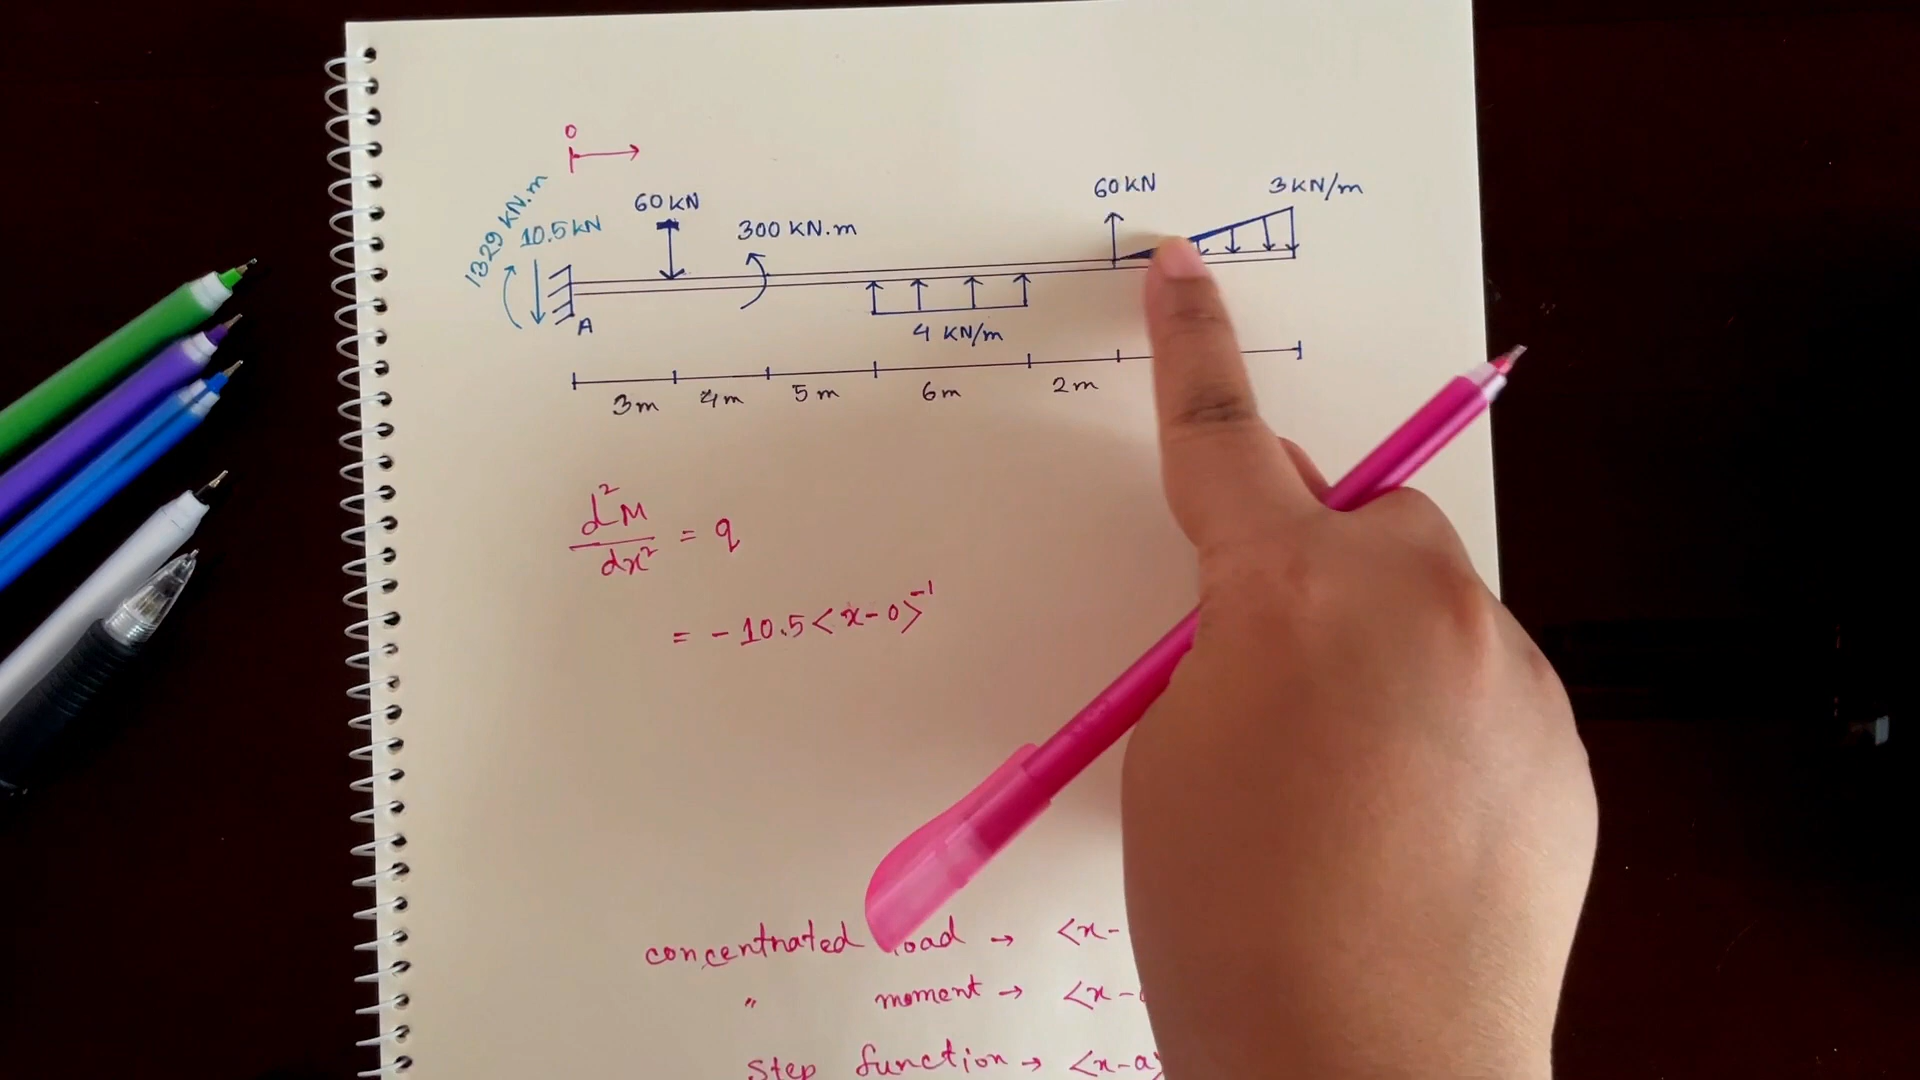 0
1329 KN.m
10.5 KN
60 KN
300 KN.m
60 KN
3 KN/m
A
4 KN/m
3m
4m
5m
6m
2m
d²M
dx²
= q
= - 10.5 <x-0>⁻¹
concentrated load → <x-
" moment → <x-
step function → <x-a>